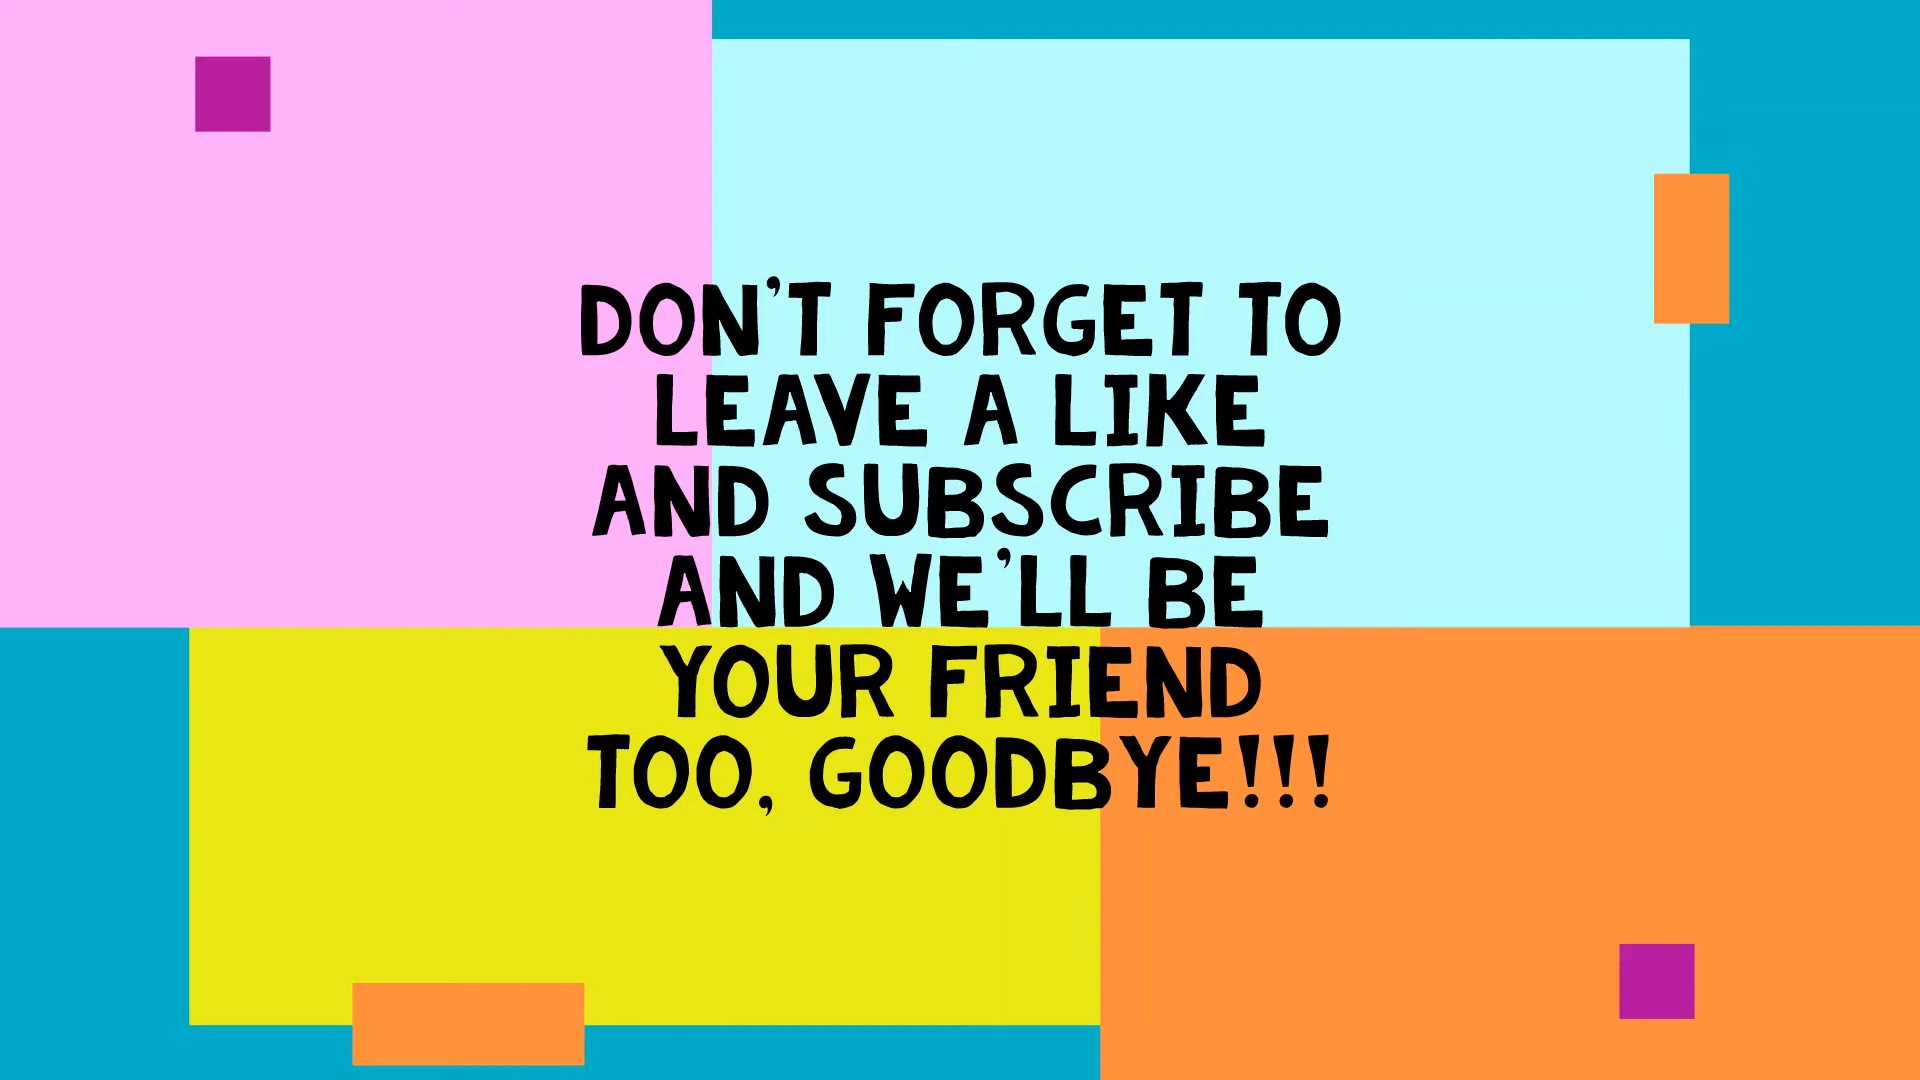 DON'T FORGET TO
LEAVE A LIKE
AND SUBSCRIBE
AND WE'LL BE
YOUR FRIEND
TOO, GOODBYE!!!